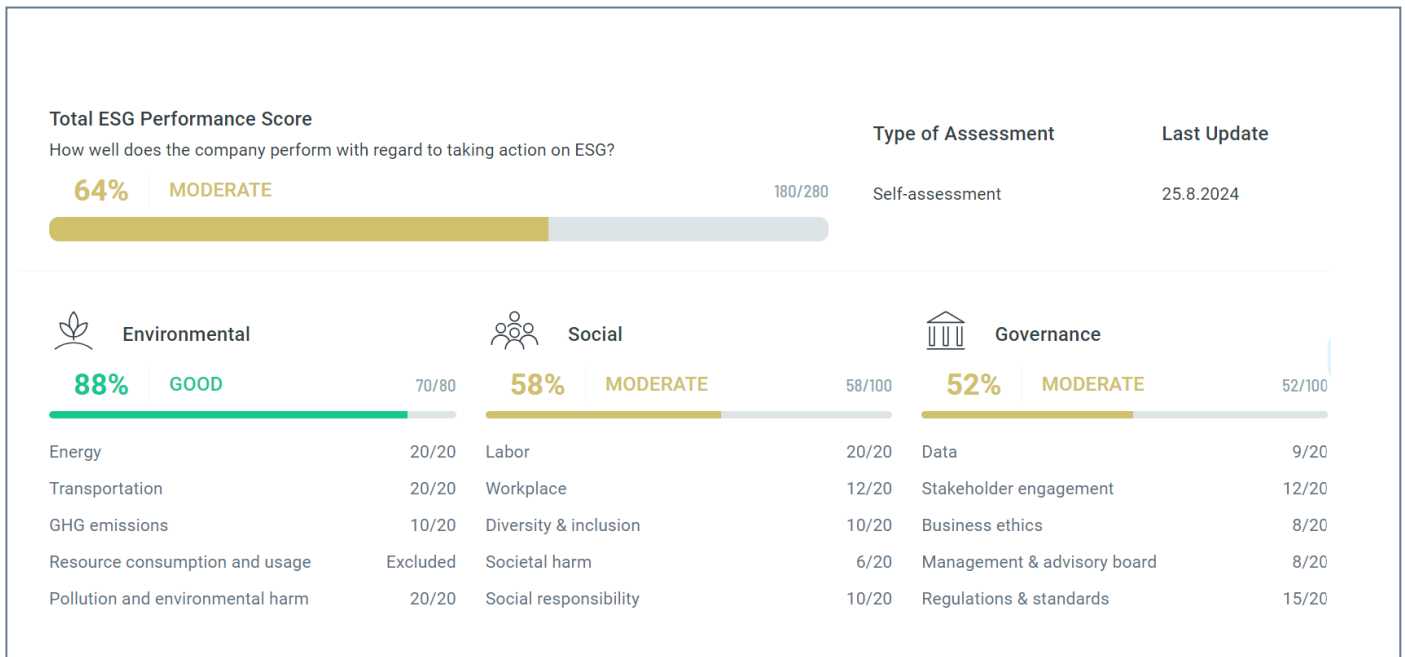 Total ESG Performance Score
How well does the company perform with regard to taking action on ESG?
64% MODERATE 180/280
Type of Assessment Last Update
Self-assessment 25.8.2024
Environmental
88% GOOD 70/80
Energy 20/20
Transportation 20/20
GHG emissions 10/20
Resource consumption and usage Excluded
Pollution and environmental harm 20/20
Social
58% MODERATE 58/100
Labor 20/20
Workplace 12/20
Diversity & inclusion 10/20
Societal harm 6/20
Social responsibility 10/20
Governance
52% MODERATE 52/100
Data 9/20
Stakeholder engagement 12/20
Business ethics 8/20
Management & advisory board 8/20
Regulations & standards 15/20